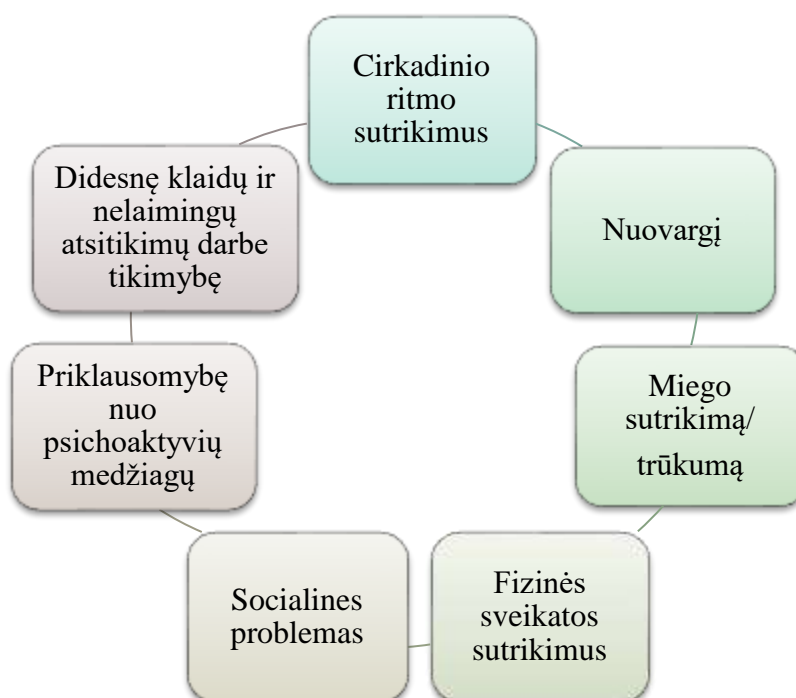 Cirkadinio
ritmo
sutrikimus
Nuovargį
Miego
sutrikimą/
trūkumą
Fizinės
sveikatos
sutrikimus
Socialines
problemas
Priklausomybę
nuo
psichoaktyvių
medžiagų
Didesnę klaidų ir
nelaimingų
atsitikimų darbe
tikimybę